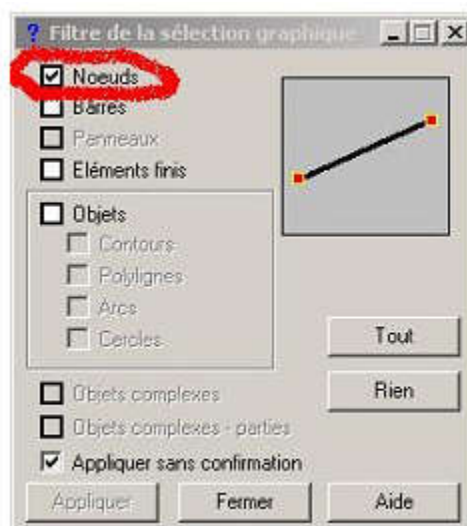 ? Filtre de la sélection graphique
Noeuds
Barres
Panneaux
Eléments finis
Objets
Contours
Polylignes
Arcs
Cercles
Tout
Rien
Objets complexes
Objets complexes - parties
Appliquer sans confirmation
Appliquer Fermer Aide